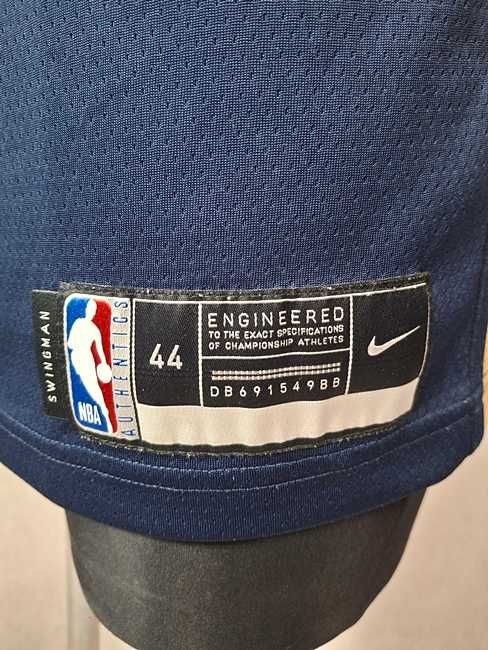 SWINGMAN
NBA
AUTHENTICS
44
ENGINEERED
TO THE EXACT SPECIFICATIONS
OF CHAMPIONSHIP ATHLETES
DB691549BB